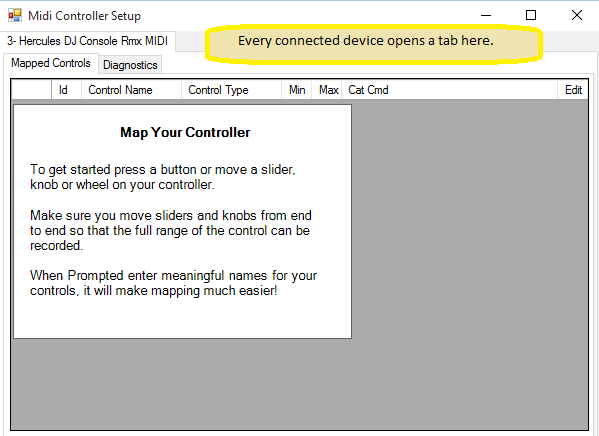 Midi Controller Setup
3- Hercules DJ Console Rmx MIDI
Every connected device opens a tab here.
Mapped Controls Diagnostics
Id Control Name Control Type Min Max Cat Cmd Edit
Map Your Controller
To get started press a button or move a slider,
knob or wheel on your controller.
Make sure you move sliders and knobs from end
to end so that the full range of the control can be
recorded.
When Prompted enter meaningful names for your
controls, it will make mapping much easier!